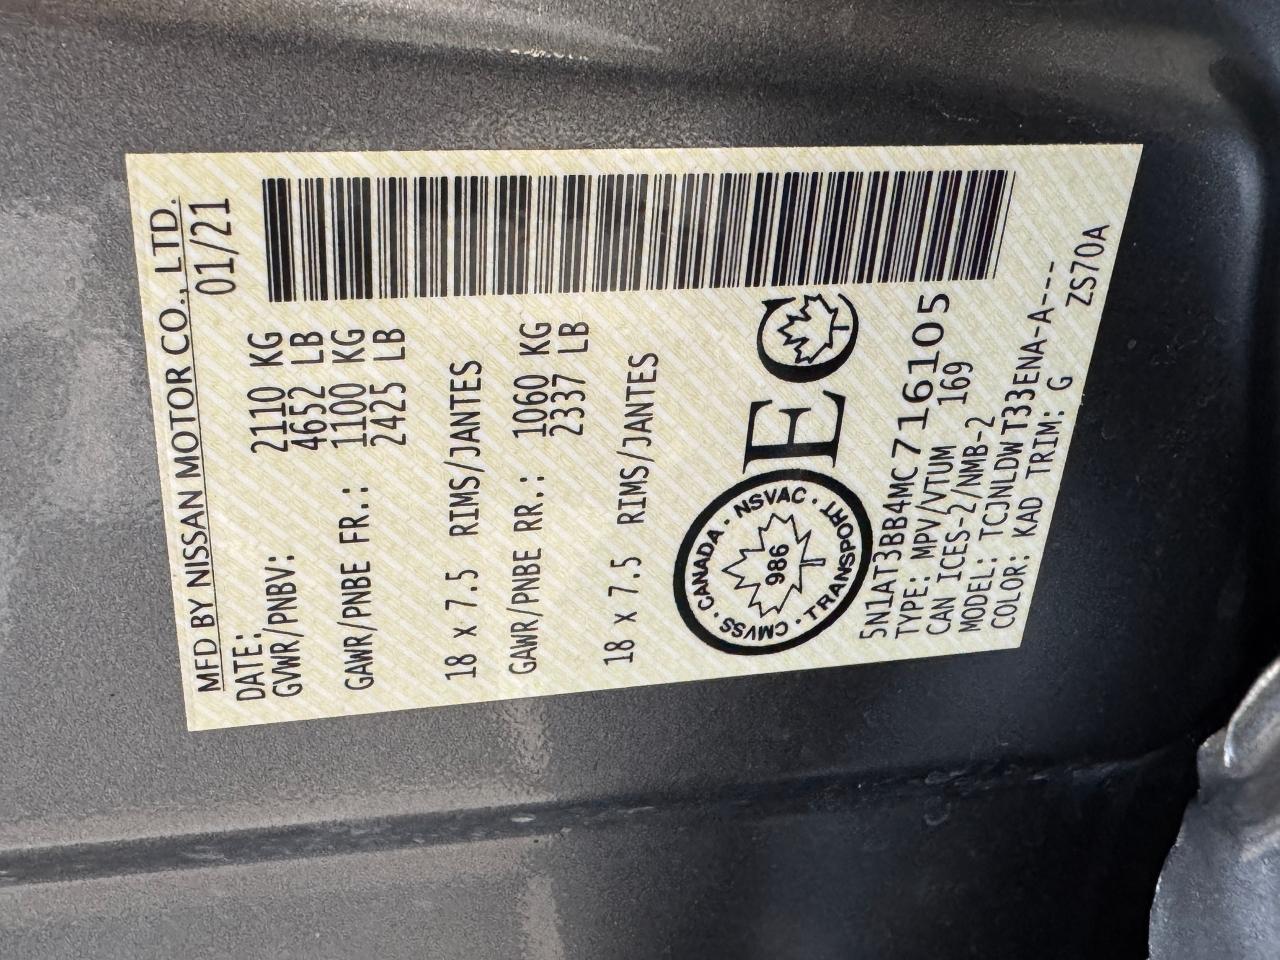 MFD BY NISSAN MOTOR CO., LTD.
DATE: 01/21
GVWR/PNBV: 2110 KG
4652 LB
GAWR/PNBE FR.: 1100 KG
2425 LB
18 x 7.5 RIMS/JANTES
GAWR/PNBE RR.: 1060 KG
2337 LB
18 x 7.5 RIMS/JANTES
CMVSS · CANADA · NSVAC · TRANSPORT ·
986
EC
5N1AT3BB4MC716105
TYPE: MPV/VTUM 169
CAN ICES-2/NMB-2
MODEL: TCJNLDW T33ENA-A----
COLOR: KAD TRIM: G ZS70A